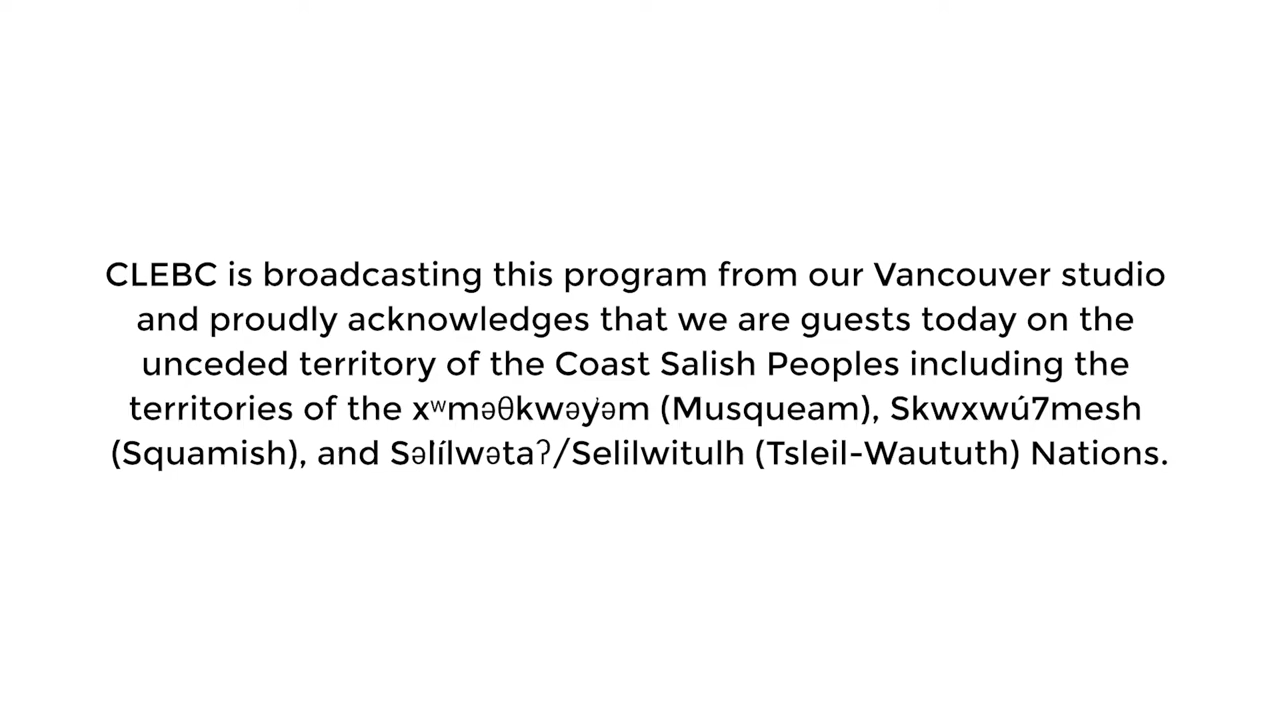 CLEBC is broadcasting this program from our Vancouver studio
and proudly acknowledges that we are guests today on the
unceded territory of the Coast Salish Peoples including the
territories of the xʷməθkwəy̓əm (Musqueam), Skwxwú7mesh
(Squamish), and Səl̓ílwətaʔ/Selilwitulh (Tsleil-Waututh) Nations.